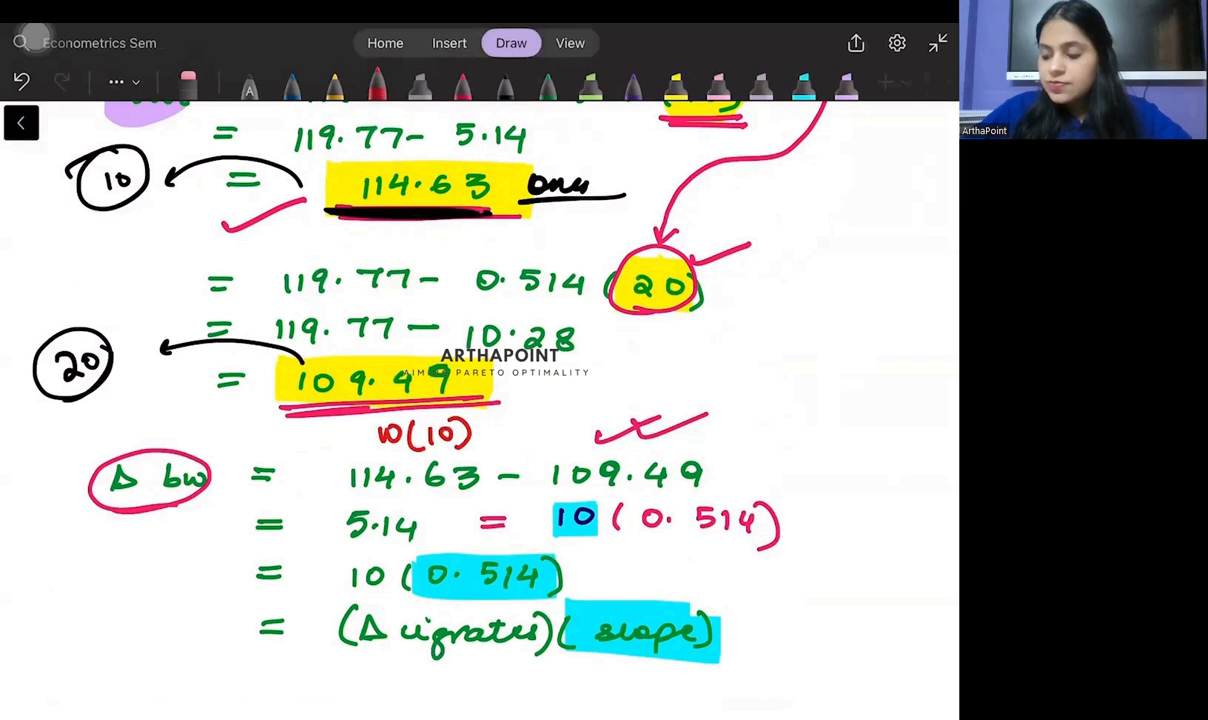 Econometrics Sem
Home Insert Draw View
A
ArthaPoint
= 119.77 - 5.14
10
= 114.63
= 119.77 - 0.514 (20)
= 119.77 - 10.28
20
ARTHAPOINT
= 109.49
PARETO OPTIMALITY
10(10)
Δ bw = 114.63 - 109.49
= 5.14 = 10 (0.514)
= 10 (0.514)
= (Δ cigrates)(slope)